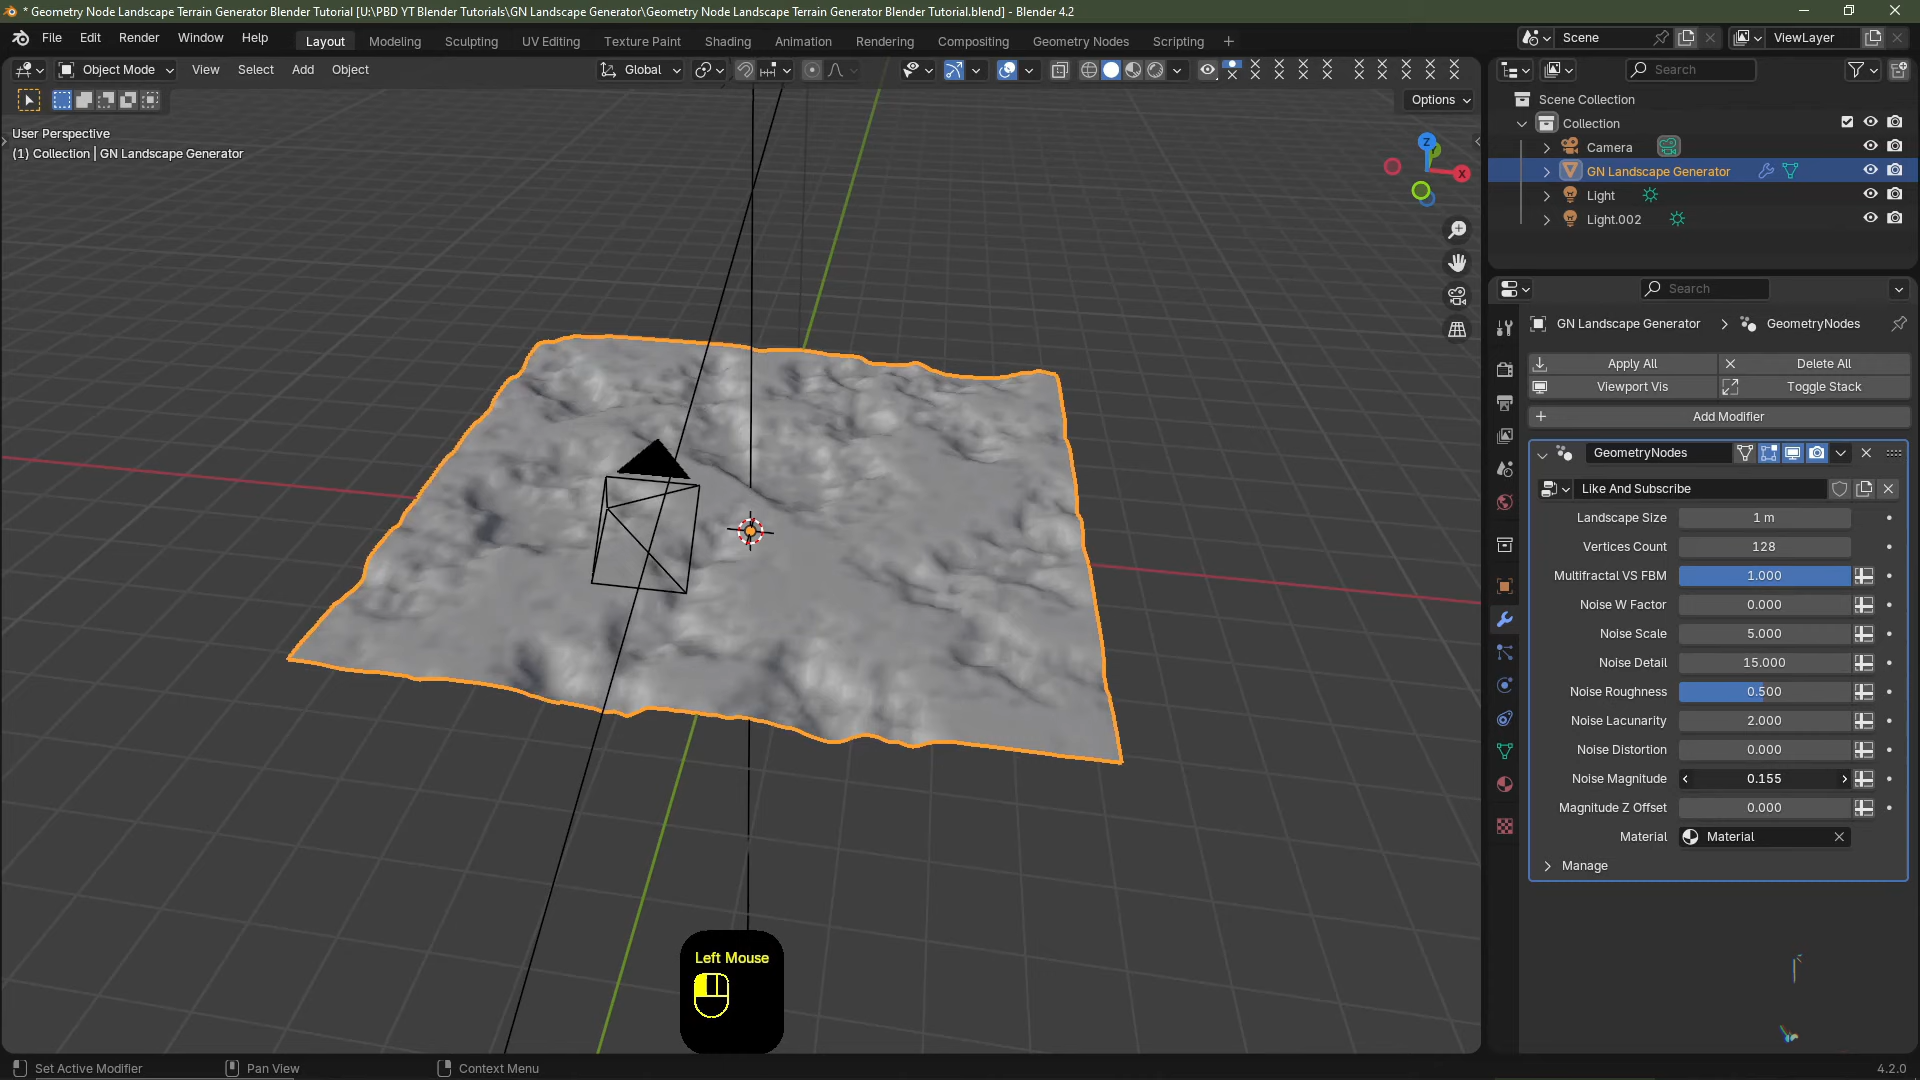 * Geometry Node Landscape Terrain Generator Blender Tutorial [U:\PBD YT Blender Tutorials\GN Landscape Generator\Geometry Node Landscape Terrain Generator Blender Tutorial.blend] - Blender 4.2
File Edit Render Window Help Layout Modeling Sculpting UV Editing Texture Paint Shading Animation Rendering Compositing Geometry Nodes Scripting + Scene ViewLayer
Object Mode View Select Add Object Global Search
Options
User Perspective
(1) Collection | GN Landscape Generator
Z
X
Scene Collection
Collection
Camera
GN Landscape Generator
Light
Light.002
Search
GN Landscape Generator > GeometryNodes
Apply All Delete All
Viewport Vis Toggle Stack
Add Modifier
GeometryNodes
Like And Subscribe
Landscape Size 1 m
Vertices Count 128
Multifractal VS FBM 1.000
Noise W Factor 0.000
Noise Scale 5.000
Noise Detail 15.000
Noise Roughness 0.500
Noise Lacunarity 2.000
Noise Distortion 0.000
Noise Magnitude 0.155
Magnitude Z Offset 0.000
Material Material
Manage
Left Mouse
Set Active Modifier Pan View Context Menu 4.2.0